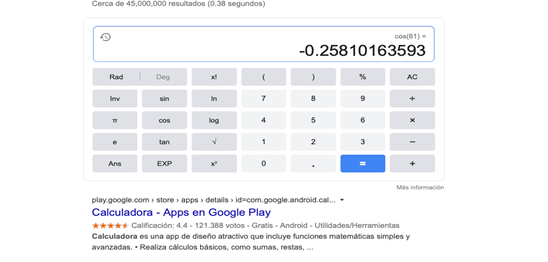 Cerca de 45,000,000 resultados (0.38 segundos)
cos(61) =
-0.25810163593
Rad | Deg x! ( ) % AC
Inv sin ln 7 8 9 ÷
π cos log 4 5 6 ×
e tan √ 1 2 3 −
Ans EXP xʸ 0 . = +
Más información
play.google.com › store › apps › details › id=com.google.android.cal...
Calculadora - Apps en Google Play
Calificación: 4.4 - 121.388 votos - Gratis - Android - Utilidades/Herramientas
Calculadora es una app de diseño atractivo que incluye funciones matemáticas simples y
avanzadas. • Realiza cálculos básicos, como sumas, restas, ...